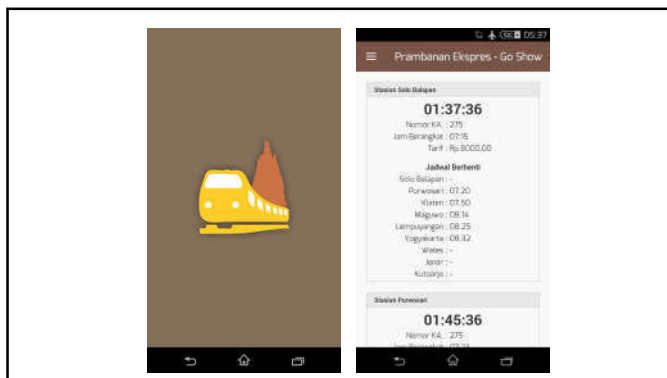 05:37
Prambanan Ekspres - Go Show
Stasiun Solo Balapan
01:37:36
Nomor KA. : 275
Jam Berangkat : 07.15
Tarif : Rp.8000,00
Jadwal Berhenti
Solo Balapan : -
Purwosari : 07.20
Klaten : 07.50
Maguwo : 08.14
Lempuyangan : 08.25
Yogyakarta : 08.32
Wates : -
Jenar : -
Kutoarjo : -
Stasiun Purwosari
01:45:36
Nomor KA. : 275